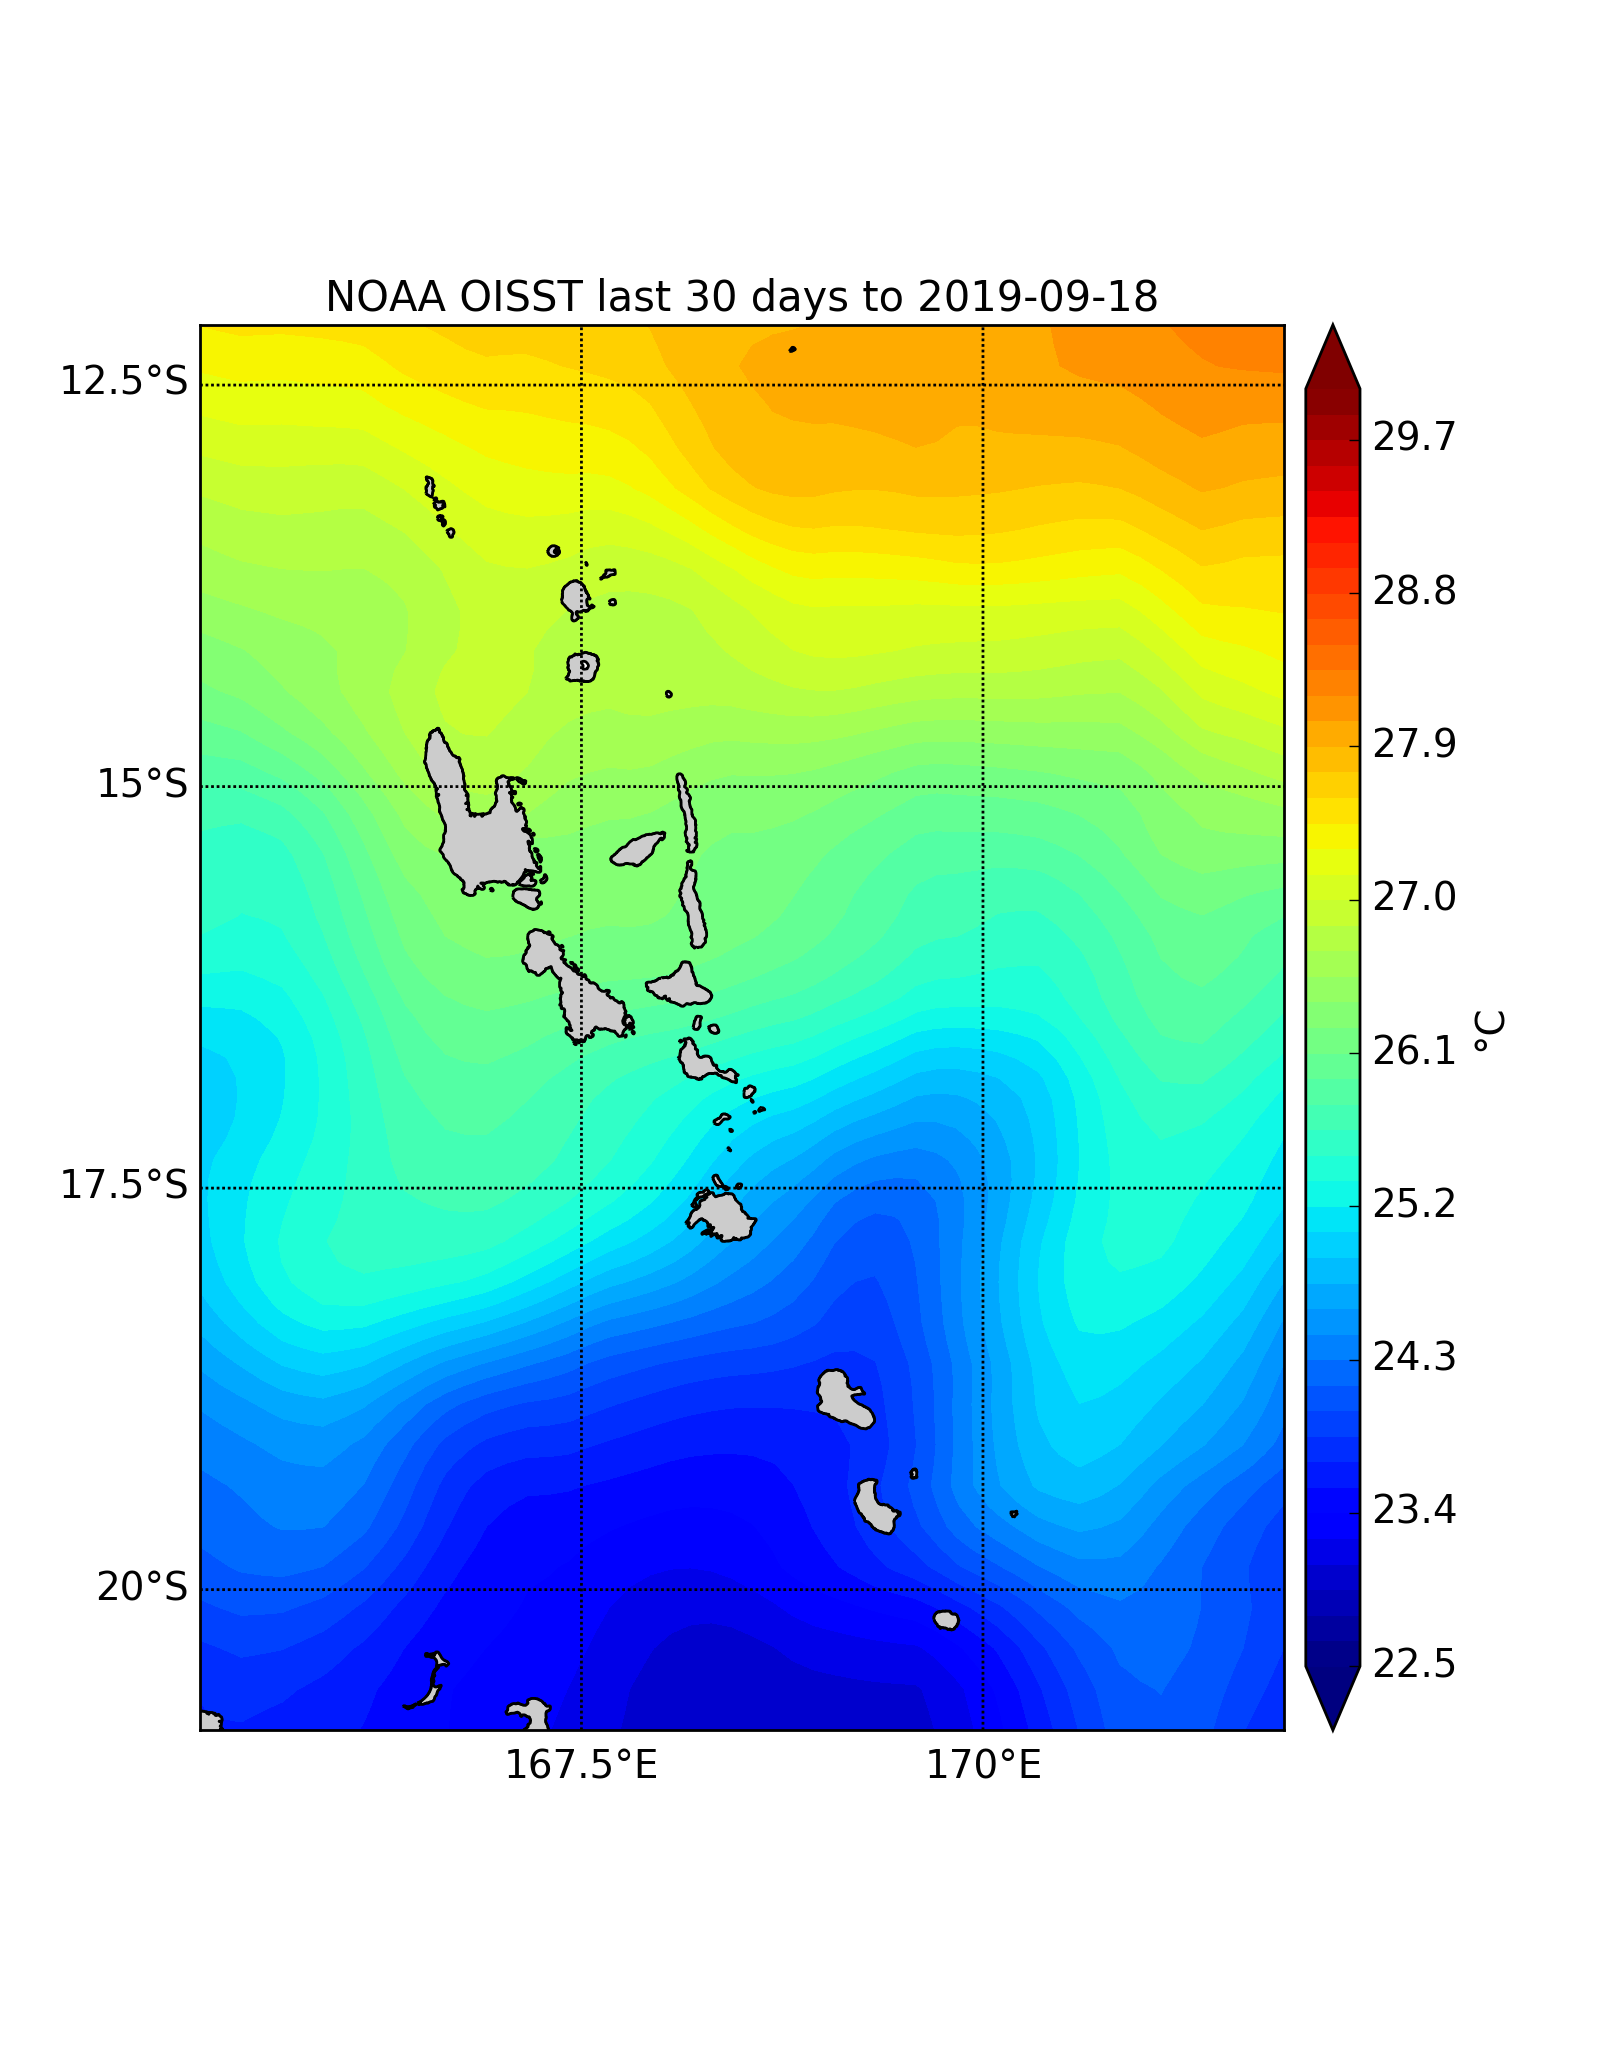 NOAA OISST last 30 days to 2019-09-18
12.5°S
15°S
17.5°S
20°S
167.5°E
170°E
29.7
28.8
27.9
27.0
26.1
25.2
24.3
23.4
22.5
°C